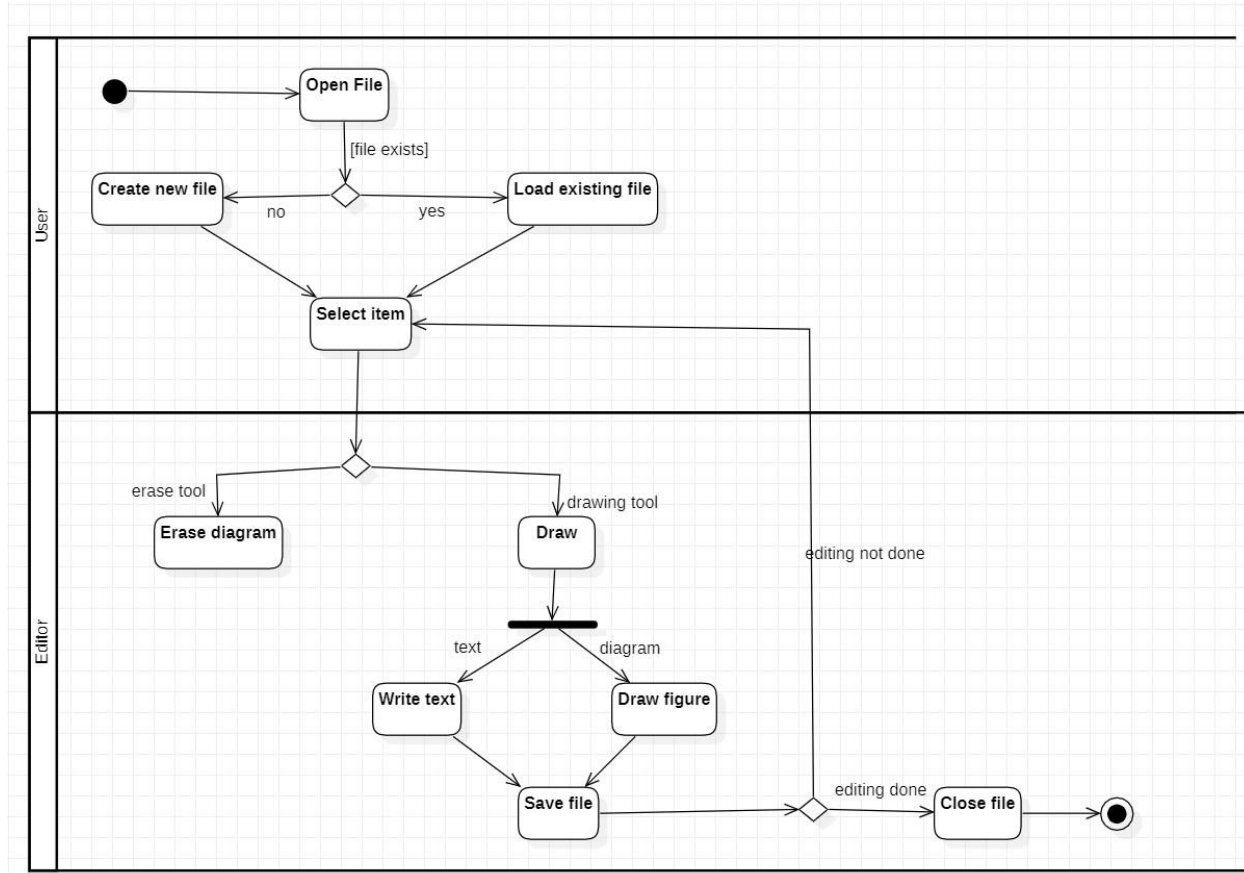 Open File
[file exists]
Create new file
Load existing file
no
yes
User
Select item
erase tool
drawing tool
Erase diagram
Draw
editing not done
Editor
text
diagram
Write text
Draw figure
editing done
Save file
Close file